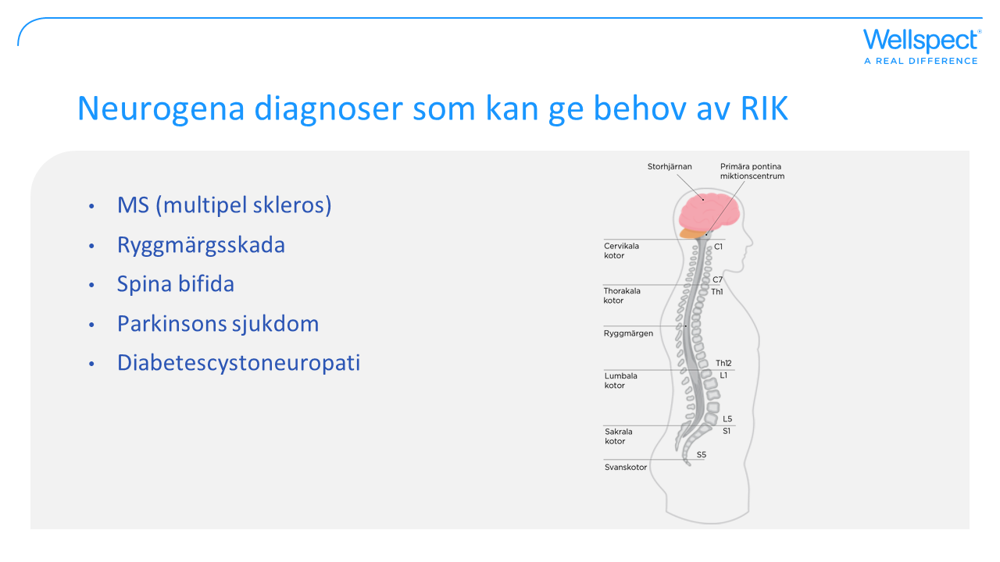 Wellspect®
A REAL DIFFERENCE
Neurogena diagnoser som kan ge behov av RIK
• MS (multipel skleros)
• Ryggmärgsskada
• Spina bifida
• Parkinsons sjukdom
• Diabetescystoneuropati
Storhjärnan
Primära pontina
miktionscentrum
Cervikala
kotor
C1
C7
Thorakala
kotor
Th1
Ryggmärgen
Th12
Lumbala
kotor
L1
L5
Sakrala
kotor
S1
S5
Svanskotor